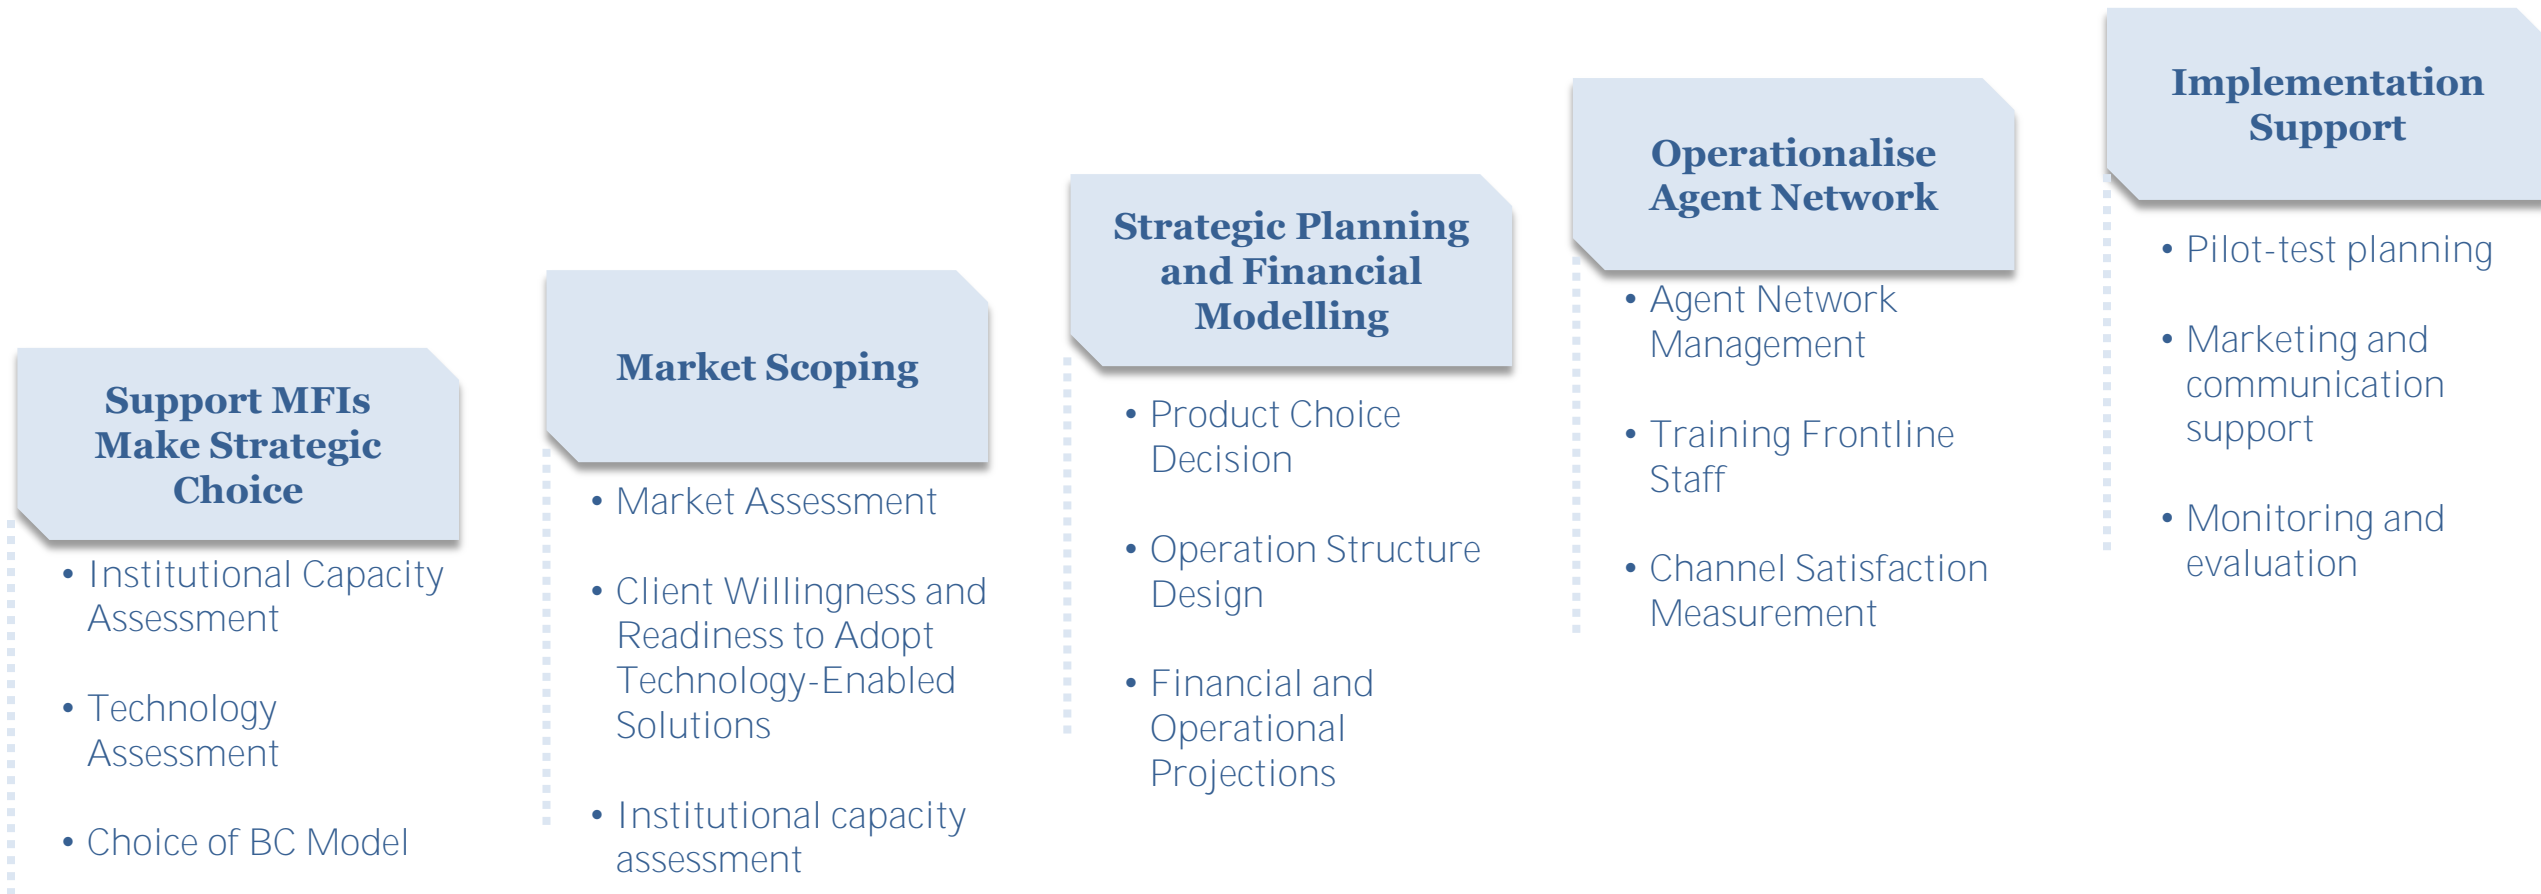 Support MFIs
Make Strategic
Choice
• Institutional Capacity
Assessment
• Technology
Assessment
• Choice of BC Model
Market Scoping
• Market Assessment
• Client Willingness and
Readiness to Adopt
Technology-Enabled
Solutions
• Institutional capacity
assessment
Strategic Planning
and Financial
Modelling
• Product Choice
Decision
• Operation Structure
Design
• Financial and
Operational
Projections
Operationalise
Agent Network
• Agent Network
Management
• Training Frontline
Staff
• Channel Satisfaction
Measurement
Implementation
Support
• Pilot-test planning
• Marketing and
communication
support
• Monitoring and
evaluation